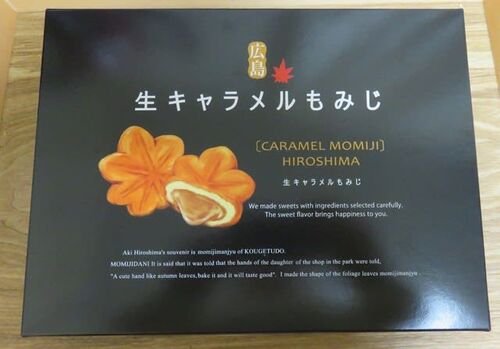 広島
生キャラメルもみじ
〔CARAMEL MOMIJI〕
HIROSHIMA
生キャラメルもみじ
We made sweets with ingredients selected carefully.
The sweet flavor brings happiness to you.
Aki Hiroshima's souvenir is momijimanjyu of KOUGETUDO.
MOMIJIDANI It is said that it was told that the hands of the daughter of the shop in the park were told,
"A cute hand like autumn leaves,bake it and it will taste good". I made the shape of the foliage leaves momijimanjyu .